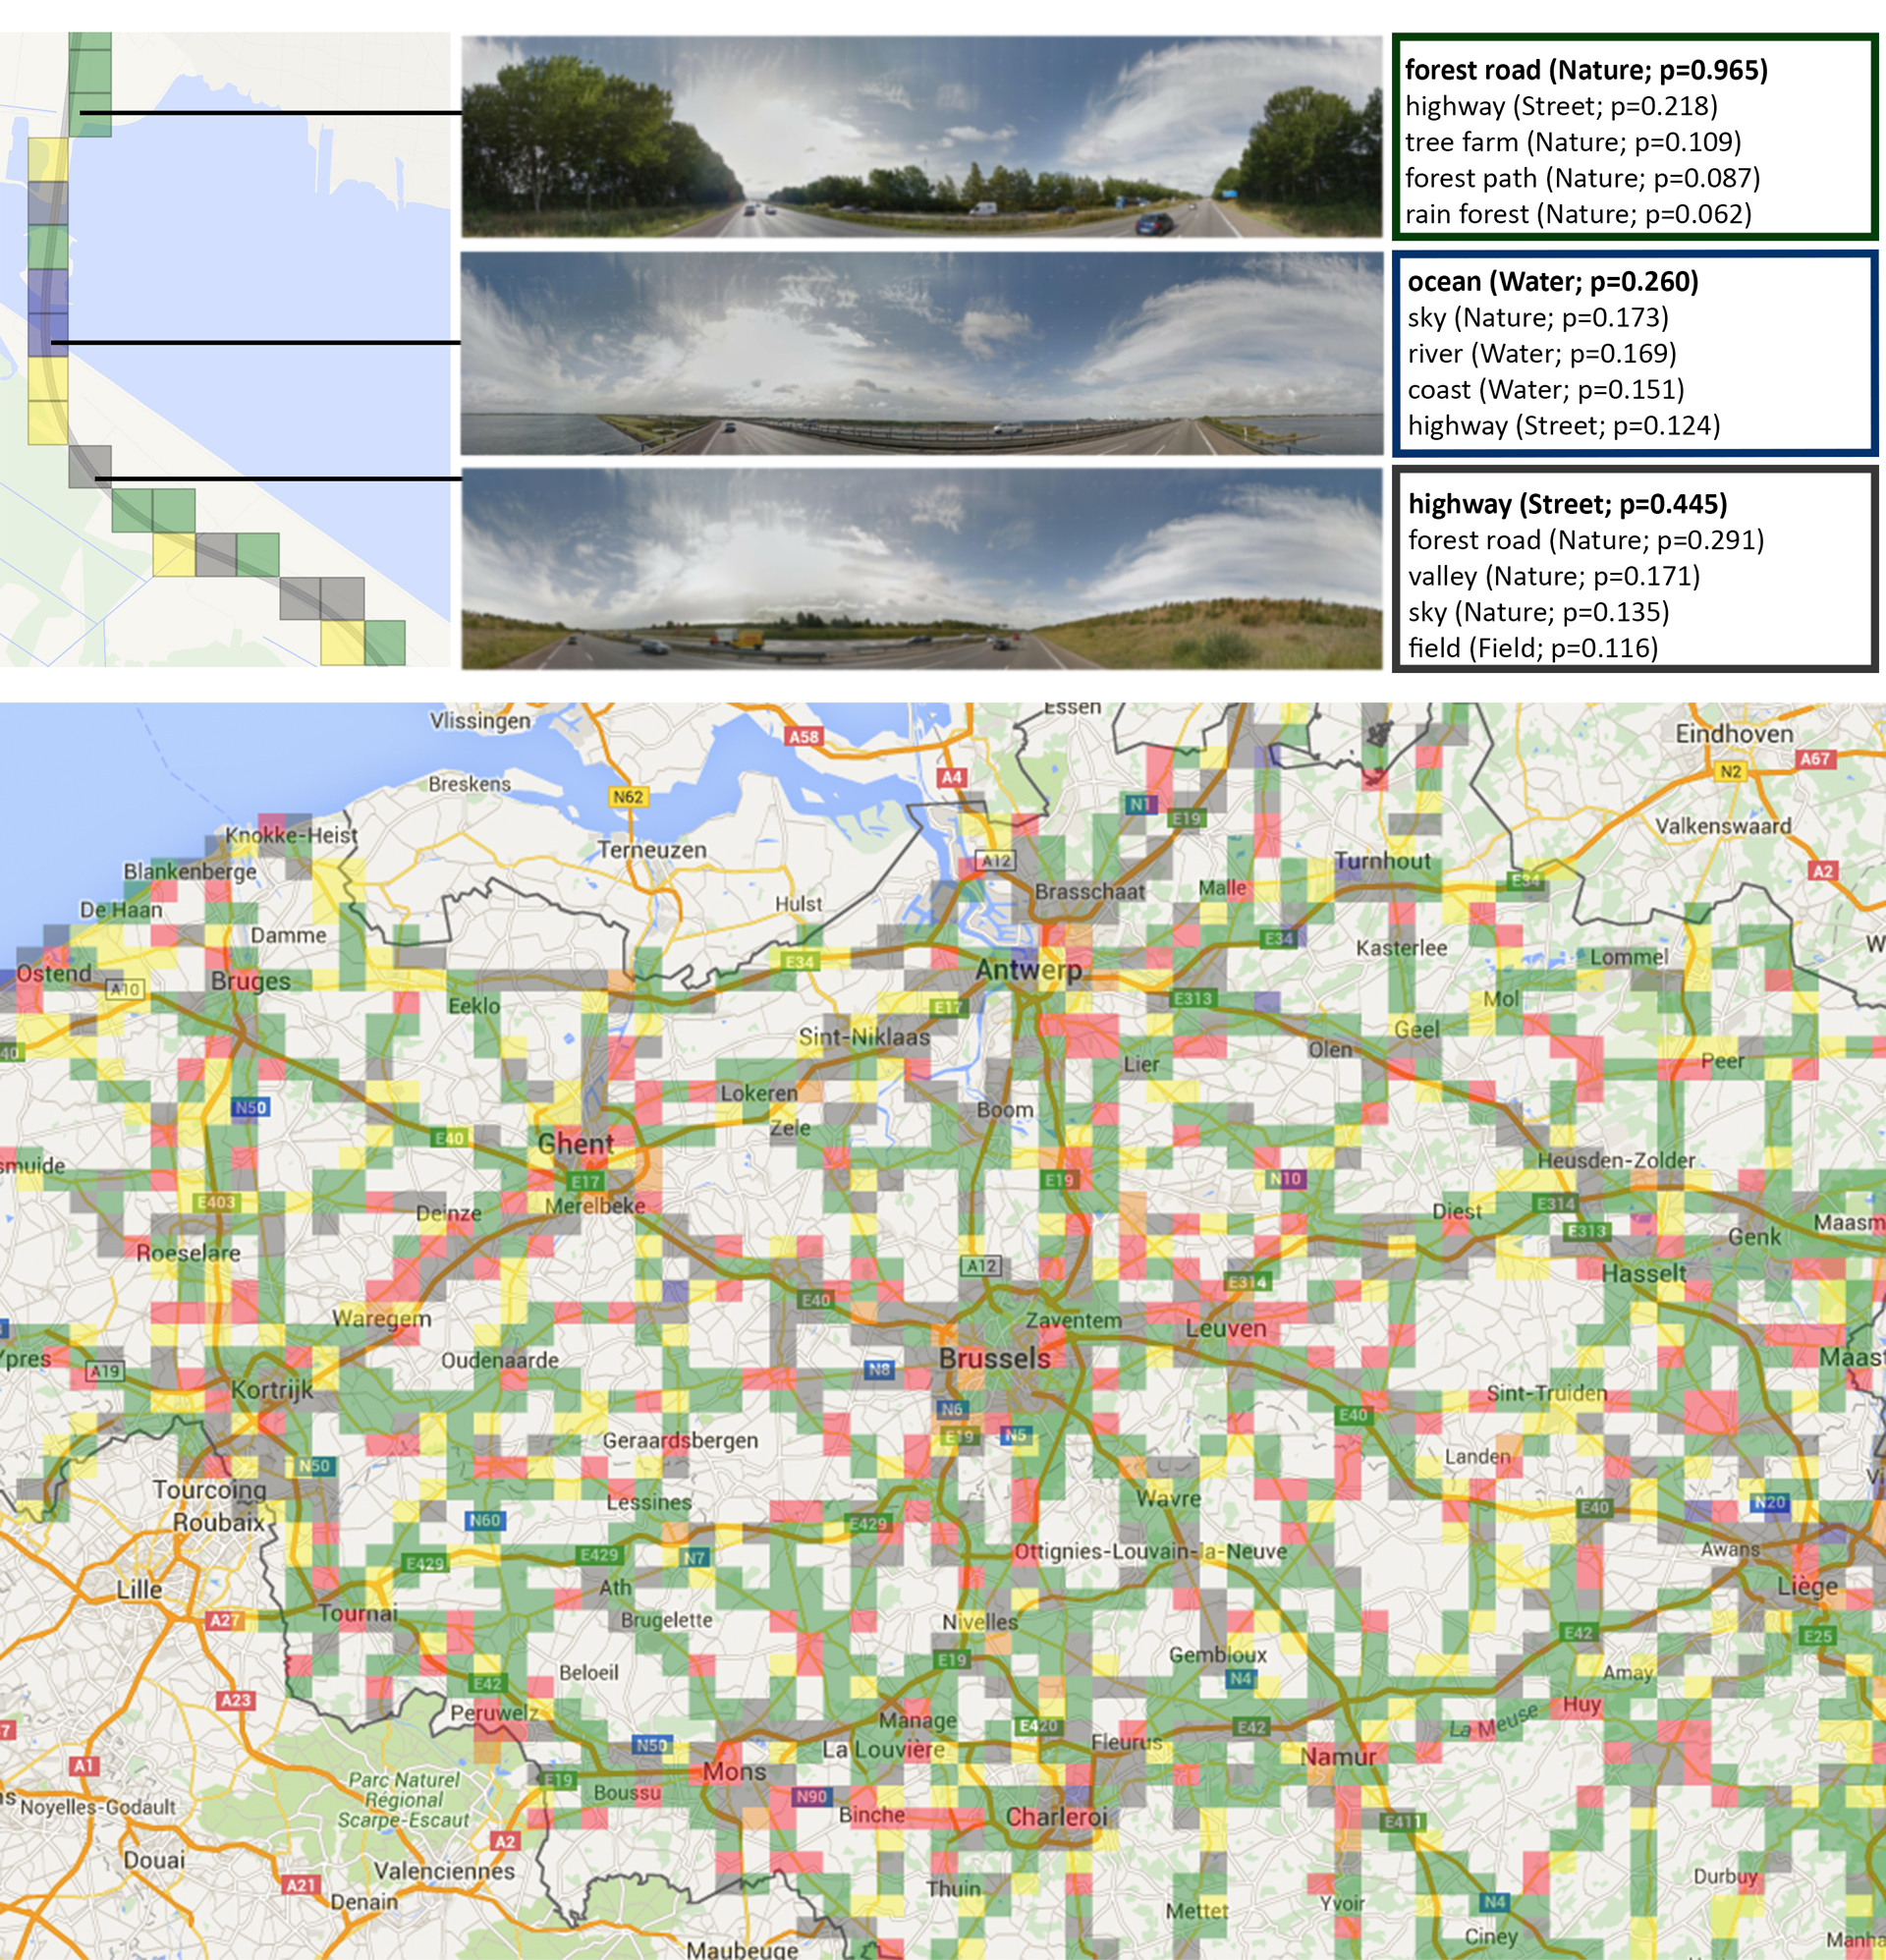 forest road (Nature; p=0.965)
highway (Street; p=0.218)
tree farm (Nature; p=0.109)
forest path (Nature; p=0.087)
rain forest (Nature; p=0.062)
ocean (Water; p=0.260)
sky (Nature; p=0.173)
river (Water; p=0.169)
coast (Water; p=0.151)
highway (Street; p=0.124)
highway (Street; p=0.445)
forest road (Nature; p=0.291)
valley (Nature; p=0.171)
sky (Nature; p=0.135)
field (Field; p=0.116)
Essen
Vlissingen
A58
Eindhoven
A67
N2
A4
Breskens
N62
N1
E19
Valkenswaard
Knokke-Heist
Terneuzen
A12
Turnhout
Blankenberge
A2
E34
Brasschaat
Malle
Hulst
De Haan
Damme
E34
Kasterlee
W
Lommel
E34
Ostend
Bruges
Antwerp
A10
Eeklo
E17
E313
Mol
Sint-Niklaas
Geel
40
Lier
Olen
Peer
Lokeren
N50
Boom
Zele
E40
Ghent
smuide
Heusden-Zolder
E17
E19
N10
E403
Merelbeke
E314
Deinze
Diest
Maasm
E313
Genk
Roeselare
A12
Hasselt
E314
E40
Waregem
Zaventem
Leuven
Ypres
Oudenaarde
Brussels
Maast
A19
N8
Kortrijk
Sint-Truiden
N6
E40
E19
N5
Geraardsbergen
Landen
N50
Vi
Tourcoing
Lessines
Wavre
N20
E40
Roubaix
N60
E429
Awans
E429
E429
N7
Ottignies-Louvain-la-Neuve
Lille
Ath
Liège
Tournai
A27
Brugelette
Nivelles
E42
E25
Gembloux
E19
Beloeil
Amay
E42
N4
A23
Huy
Peruwelz
Manage
E420
E42
La Meuse
7
N50
La Louvière
Fleurus
Namur
A1
Mons
E19
Parc Naturel
Régional
Scarpe-Escaut
Boussu
N90
ns
Noyelles-Godault
Binche
Charleroi
E411
A2
Douai
Valenciennes
Durbuy
A21
Thuin
Denain
Yvoir
N4
Mettet
Ciney
Manha
Maubeuge